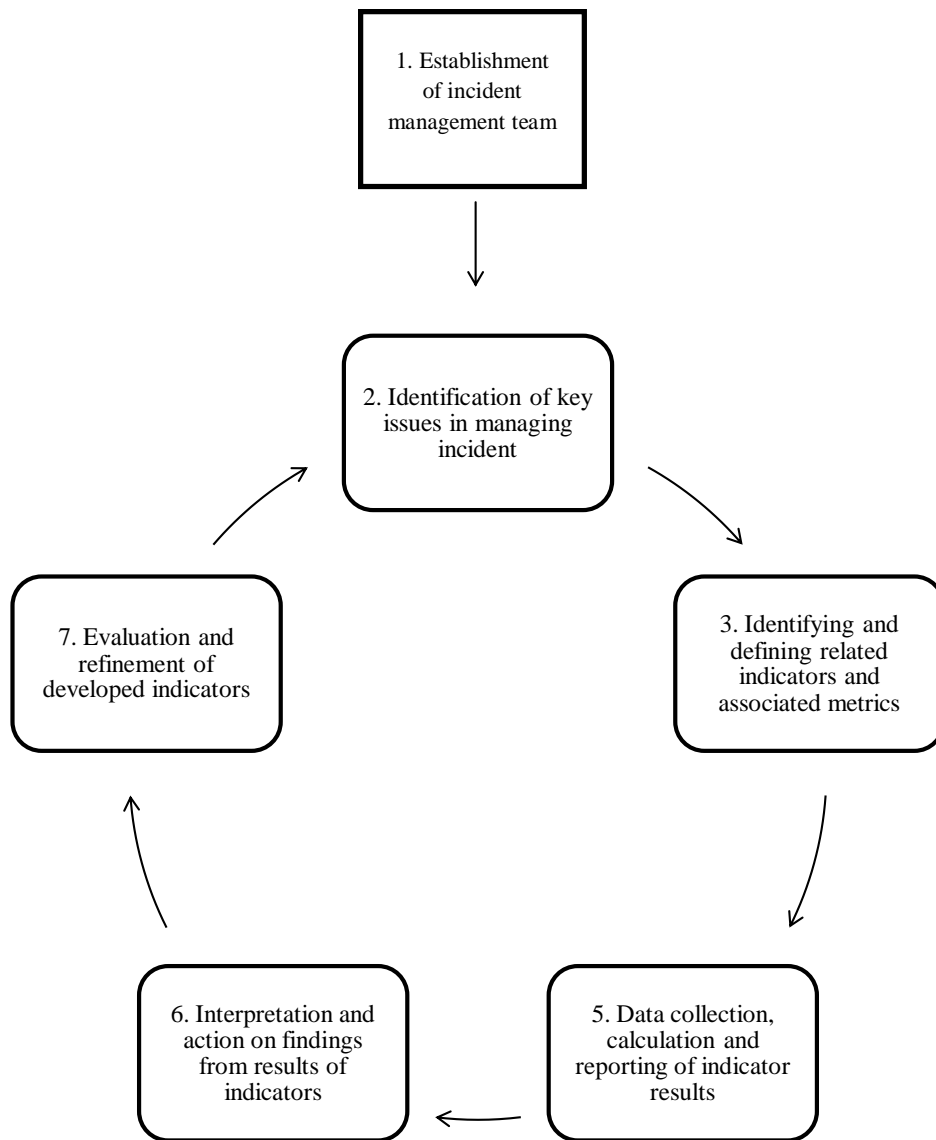 1. Establishment
of incident
management team
2. Identification of key
issues in managing
incident
3. Identifying and
defining related
indicators and
associated metrics
5. Data collection,
calculation and
reporting of indicator
results
6. Interpretation and
action on findings
from results of
indicators
7. Evaluation and
refinement of
developed indicators